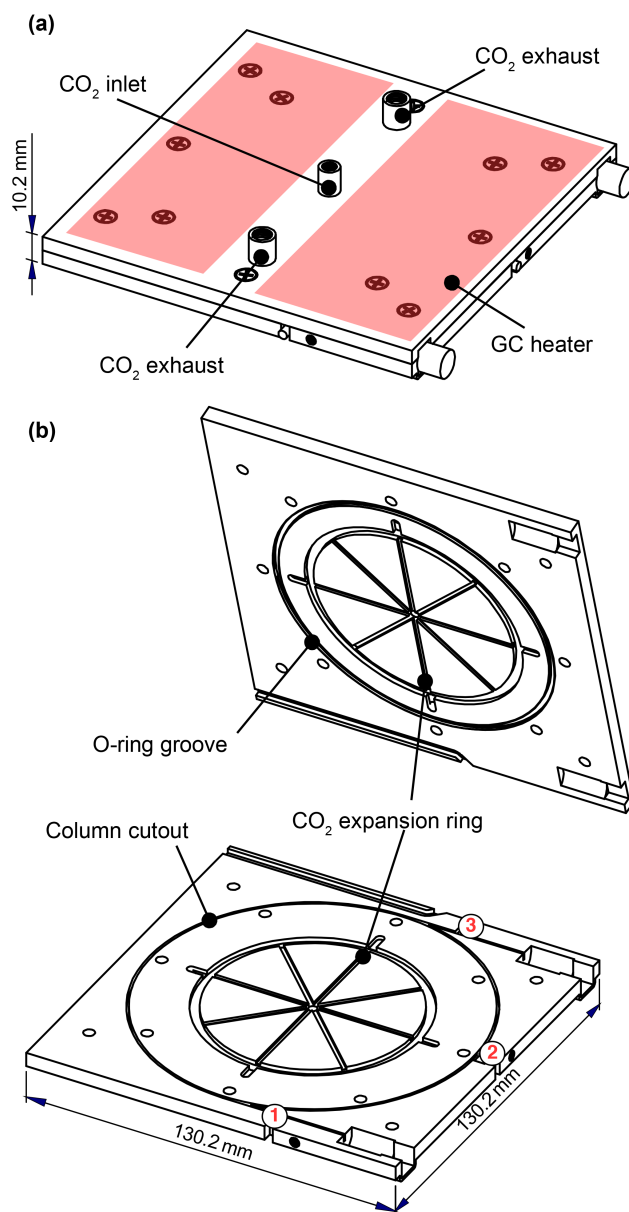 (a)
CO₂ exhaust
CO₂ inlet
10.2 mm
GC heater
CO₂ exhaust
(b)
O-ring groove
CO₂ expansion ring
Column cutout
3
2
1
130.2 mm
130.2 mm